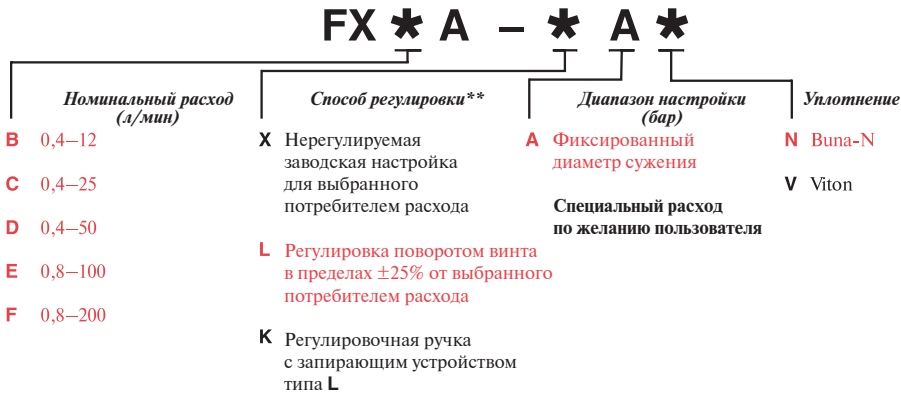 FX * A – * A *
Номинальный расход
(л/мин)
B 0,4–12
C 0,4–25
D 0,4–50
E 0,8–100
F 0,8–200
Способ регулировки**
X Нерегулируемая
заводская настройка
для выбранного
потребителем расхода
L Регулировка поворотом винта
в пределах ±25% от выбранного
потребителем расхода
K Регулировочная ручка
с запирающим устройством
типа L
Диапазон настройки
(бар)
A Фиксированный
диаметр сужения
Специальный расход
по желанию пользователя
Уплотнение
N Buna-N
V Viton